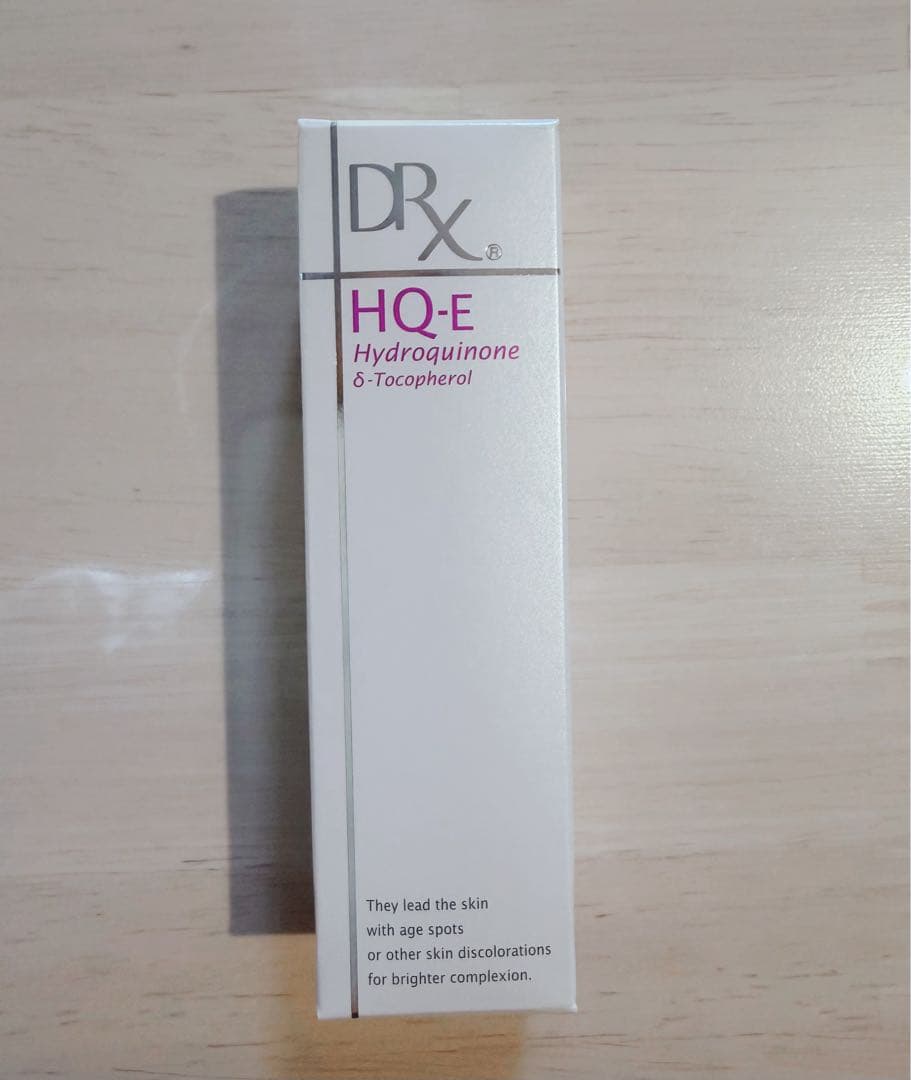 DRX®
HQ-E
Hydroquinone
δ-Tocopherol
They lead the skin
with age spots
or other skin discolorations
for brighter complexion.